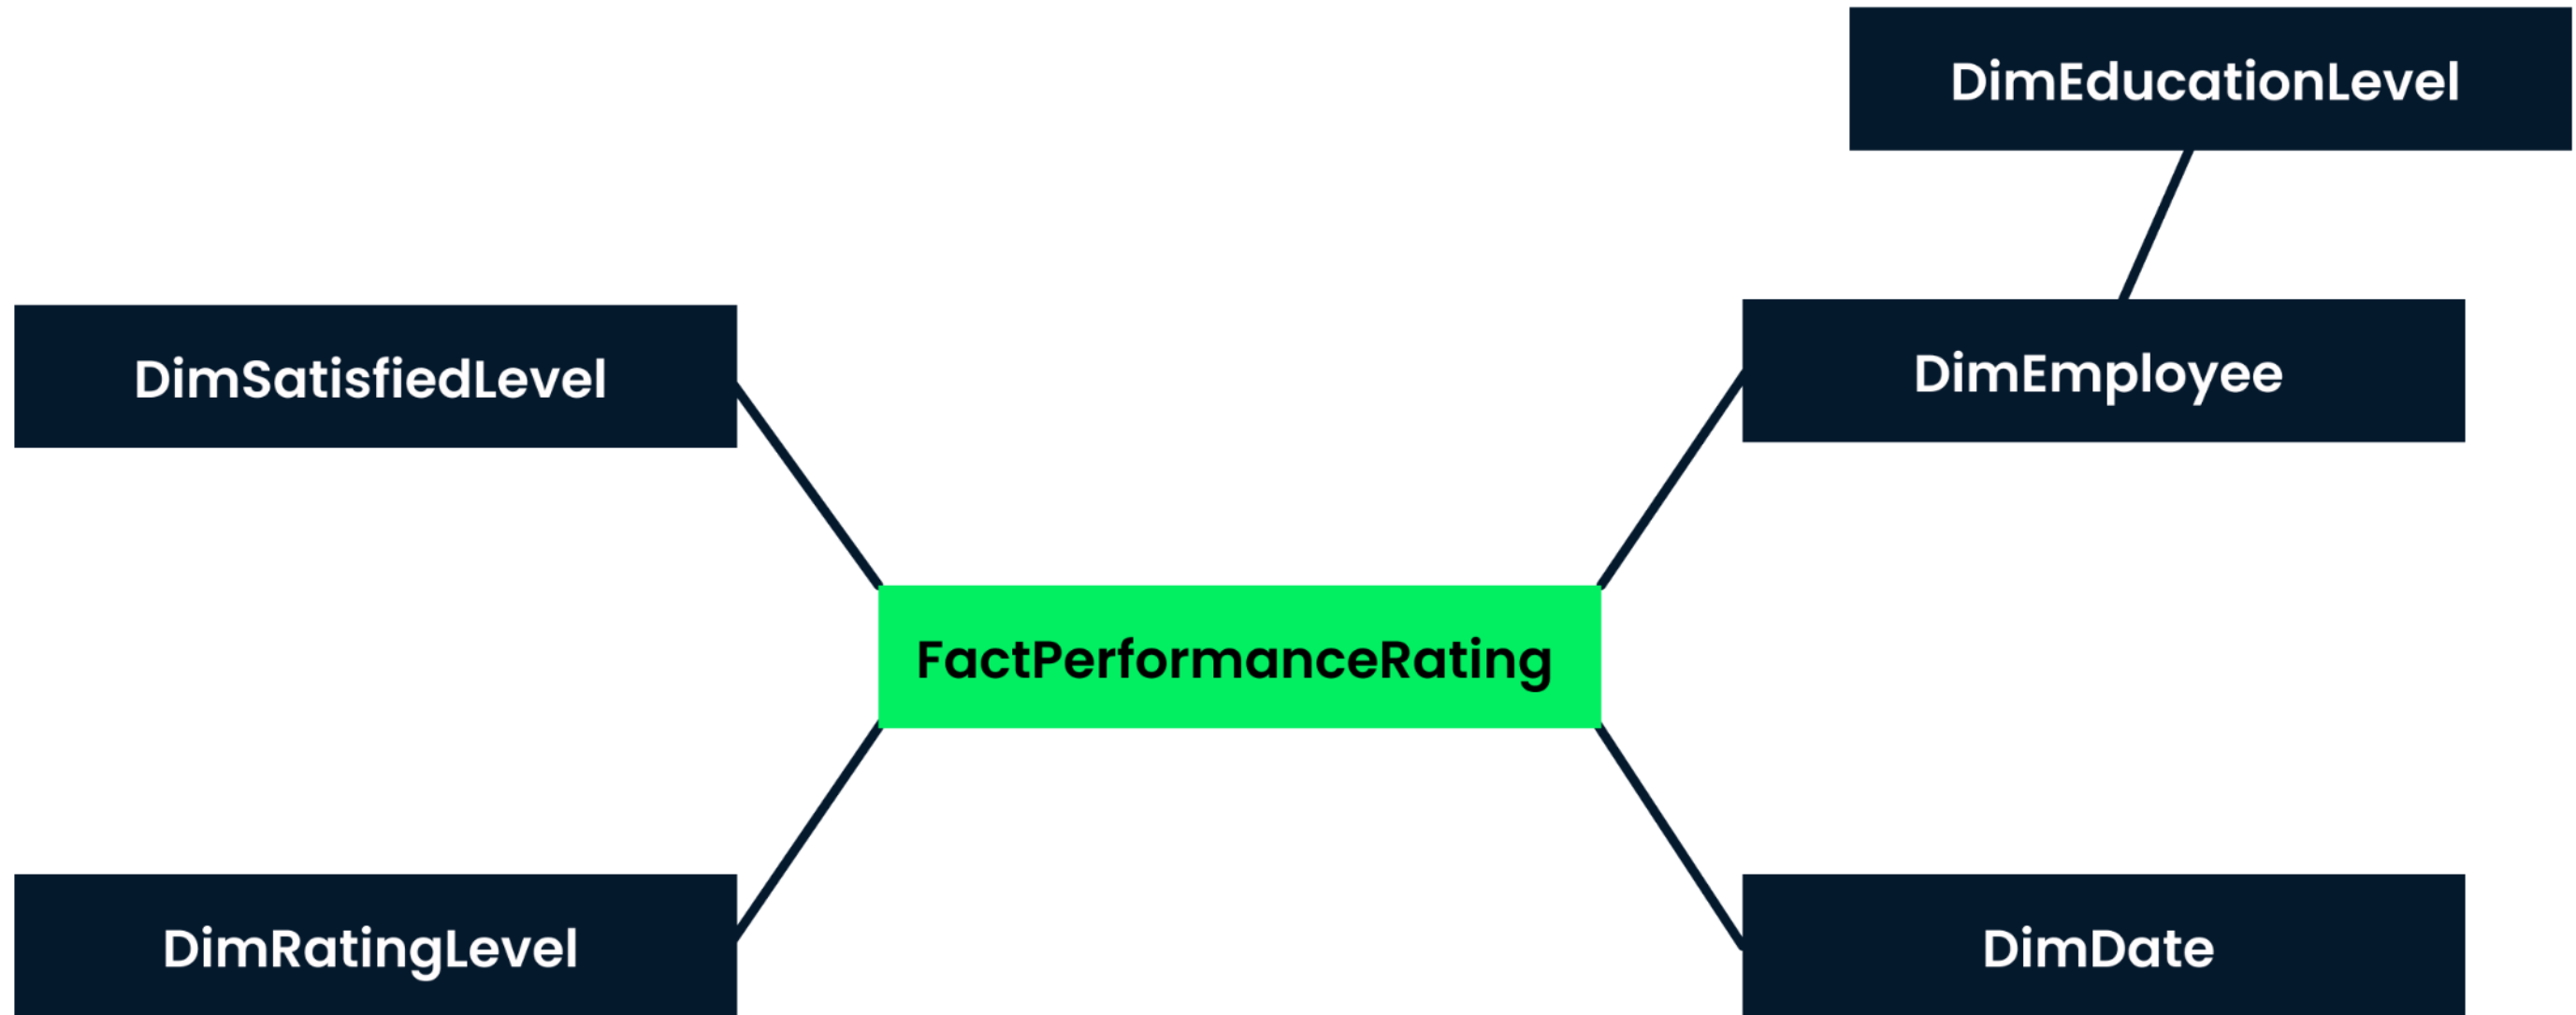 DimEducationLevel
DimSatisfiedLevel
DimEmployee
FactPerformanceRating
DimRatingLevel
DimDate